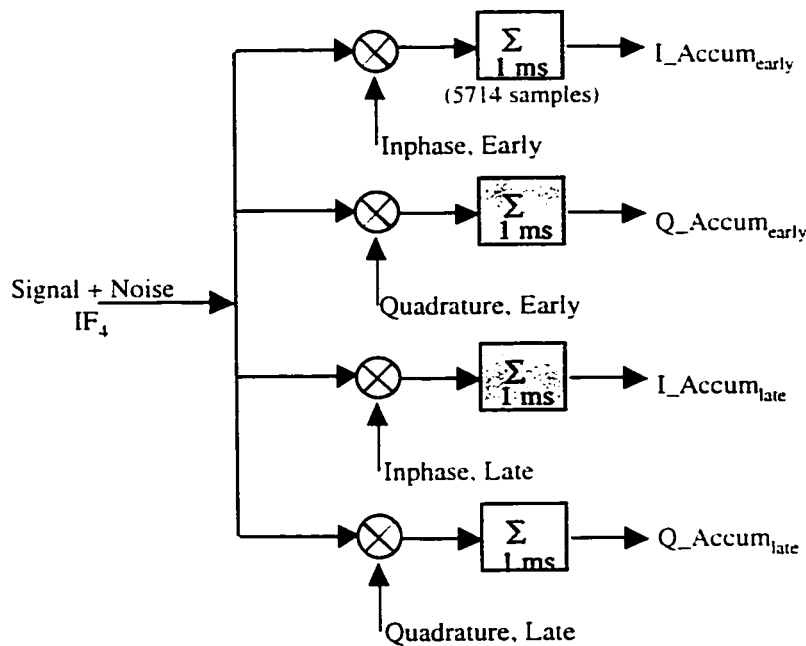 Σ
1 ms
I_Accum_early
(5714 samples)
Inphase, Early
Σ
1 ms
Q_Accum_early
Signal + Noise
IF_4
Quadrature, Early
Σ
1 ms
I_Accum_late
Inphase, Late
Σ
1 ms
Q_Accum_late
Quadrature, Late